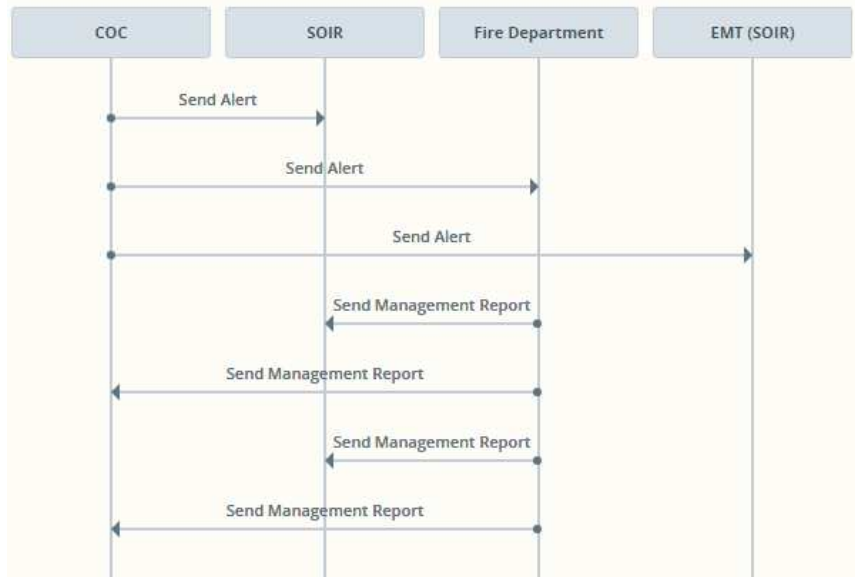 COC
SOIR
Fire Department
EMT (SOIR)
Send Alert
Send Alert
Send Alert
Send Management Report
Send Management Report
Send Management Report
Send Management Report